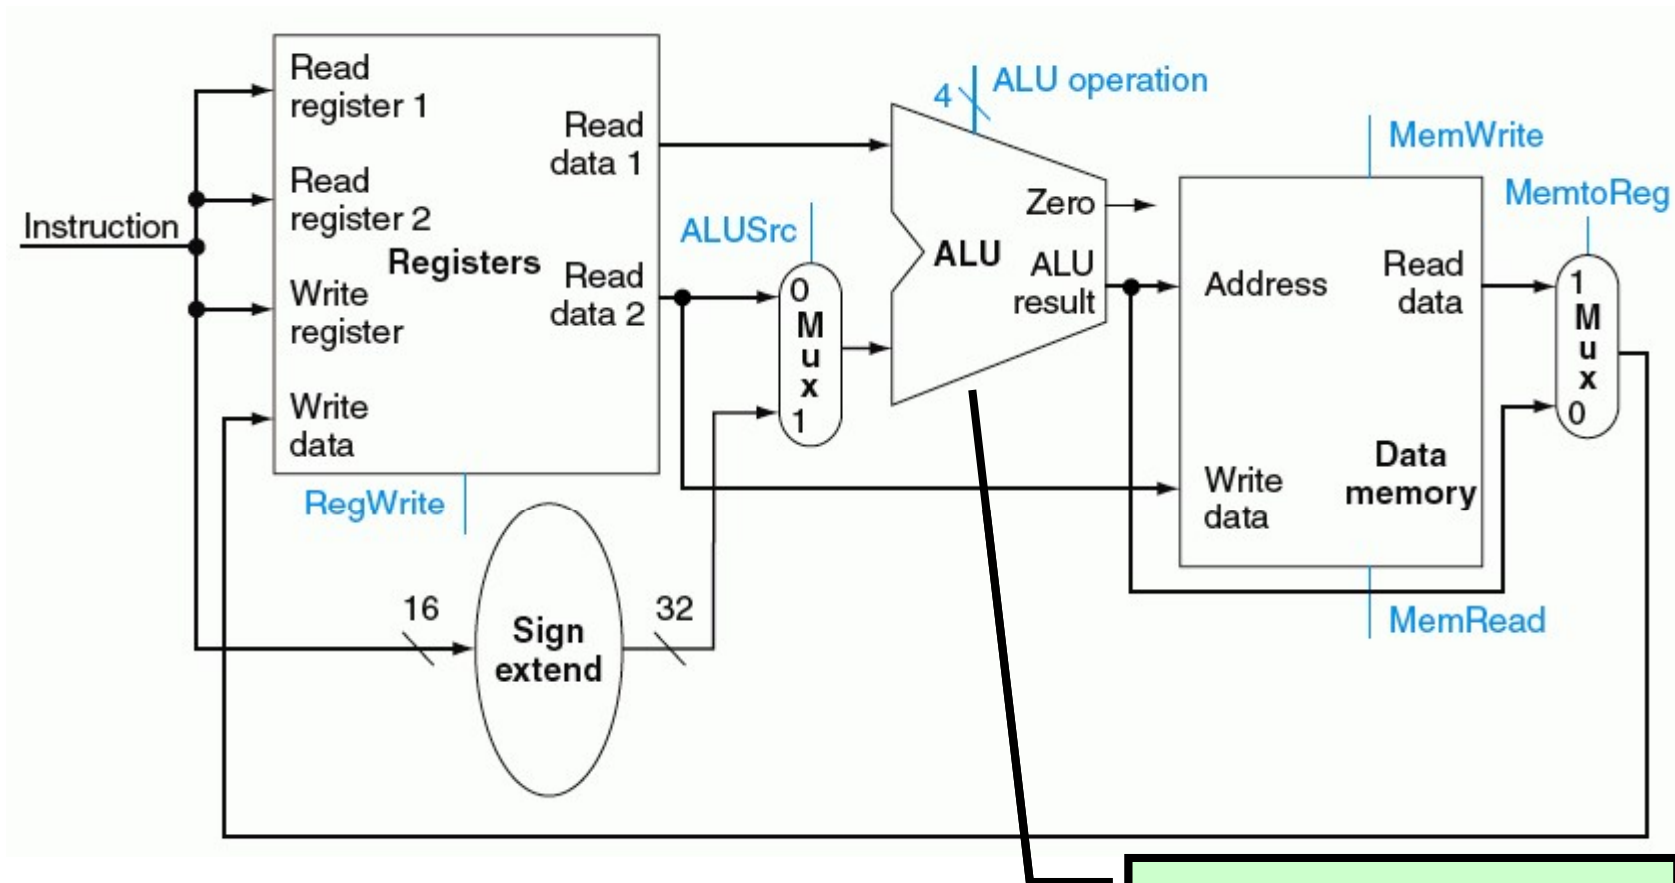 Instruction
Read
register 1
Read
register 2
Registers
Write
register
Write
data
Read
data 1
Read
data 2
RegWrite
16
Sign
extend
32
ALUSrc
0
M
u
x
1
4
ALU operation
Zero
ALU
ALU
result
MemWrite
Address
Read
data
Write
data
Data
memory
MemRead
MemtoReg
1
M
u
x
0